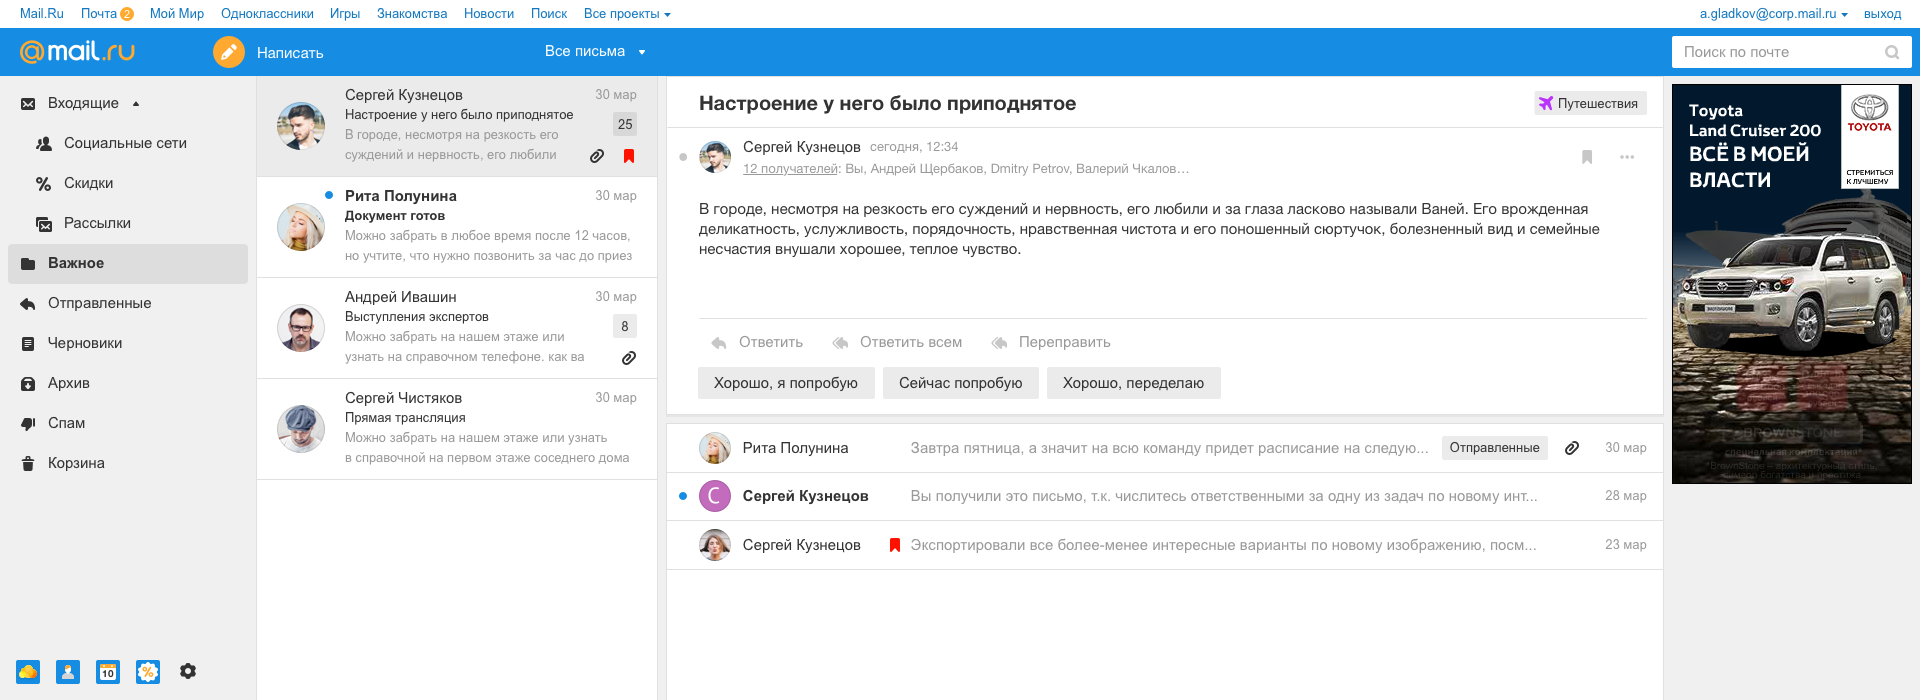 Mail.Ru Почта 2 Мой Мир Одноклассники Игры Знакомства Новости Поиск Все проекты
a.gladkov@corp.mail.ru выход
@mail.ru
Написать
Все письма
Поиск по почте
Входящие
Социальные сети
Скидки
Рассылки
Важное
Отправленные
Черновики
Архив
Спам
Корзина
10
Сергей Кузнецов 30 мар
Настроение у него было приподнятое
25
В городе, несмотря на резкость его
суждений и нервность, его любили
Рита Полунина 30 мар
Документ готов
Можно забрать в любое время после 12 часов,
но учтите, что нужно позвонить за час до приез
Андрей Ивашин 30 мар
Выступления экспертов
8
Можно забрать на нашем этаже или
узнать на справочном телефоне. как ва
Сергей Чистяков 30 мар
Прямая трансляция
Можно забрать на нашем этаже или узнать
в справочной на первом этаже соседнего дома
Настроение у него было приподнятое
Путешествия
Сергей Кузнецов сегодня, 12:34
12 получателей: Вы, Андрей Щербаков, Dmitry Petrov, Валерий Чкалов…
В городе, несмотря на резкость его суждений и нервность, его любили и за глаза ласково называли Ваней. Его врожденная
деликатность, услужливость, порядочность, нравственная чистота и его поношенный сюртучок, болезненный вид и семейные
несчастия внушали хорошее, теплое чувство.
Ответить Ответить всем Переправить
Хорошо, я попробую Сейчас попробую Хорошо, переделаю
Рита Полунина Завтра пятница, а значит на всю команду придет расписание на следую... Отправленные 30 мар
С Сергей Кузнецов Вы получили это письмо, т.к. числитесь ответственными за одну из задач по новому инт... 28 мар
Сергей Кузнецов Экспортировали все более-менее интересные варианты по новому изображению, посм... 23 мар
Toyota
Land Cruiser 200
ВСЁ В МОЕЙ
ВЛАСТИ
TOYOTA
СТРЕМИТЬСЯ
К ЛУЧШЕМУ
BROWNSTONE